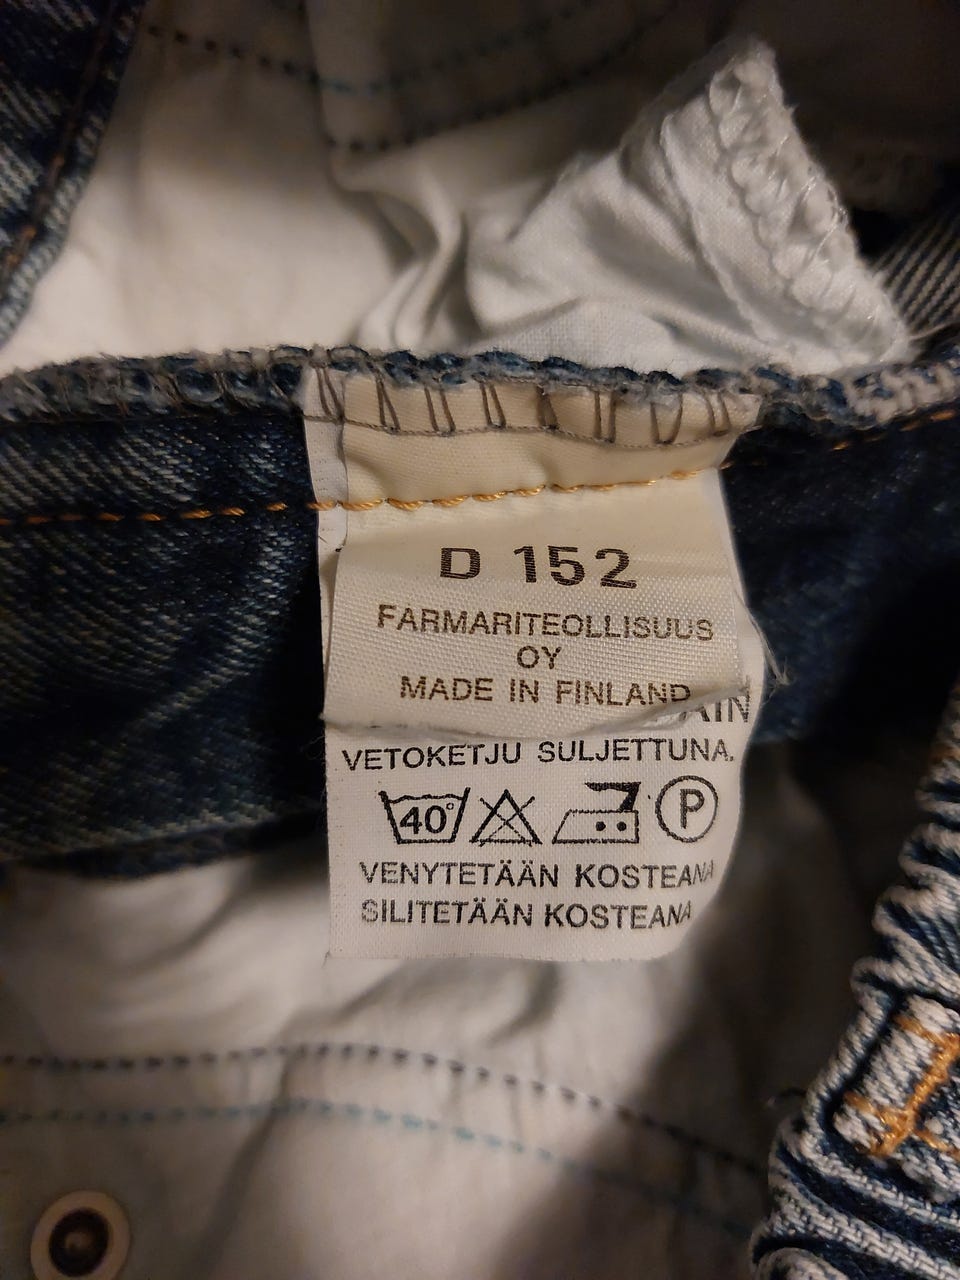 D 152
FARMARITEOLLISUUS
OY
MADE IN FINLAND
VETOKETJU SULJETTUNA.
40° P
VENYTETÄÄN KOSTEANA
SILITETÄÄN KOSTEANA